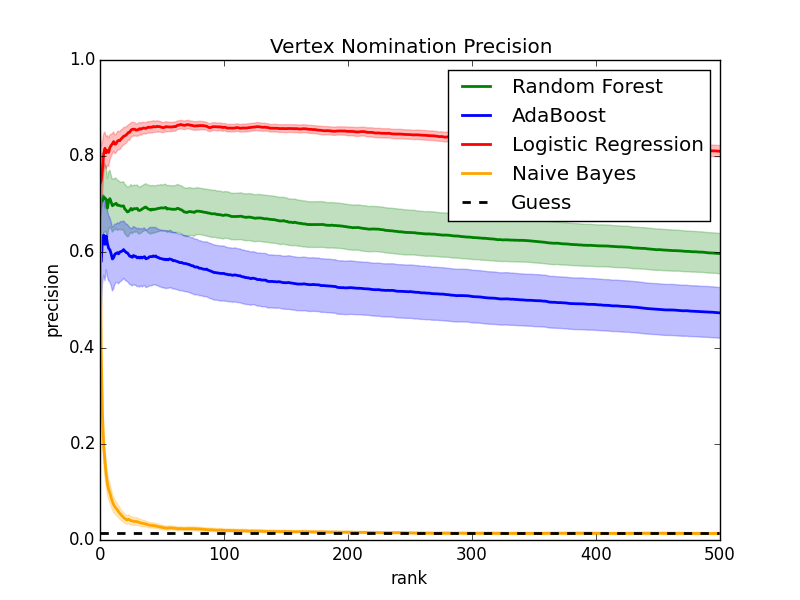 Vertex Nomination Precision
1.0
0.8
0.6
0.4
0.2
0.0
precision
Random Forest
AdaBoost
Logistic Regression
Naive Bayes
Guess
0 100 200 300 400 500
rank